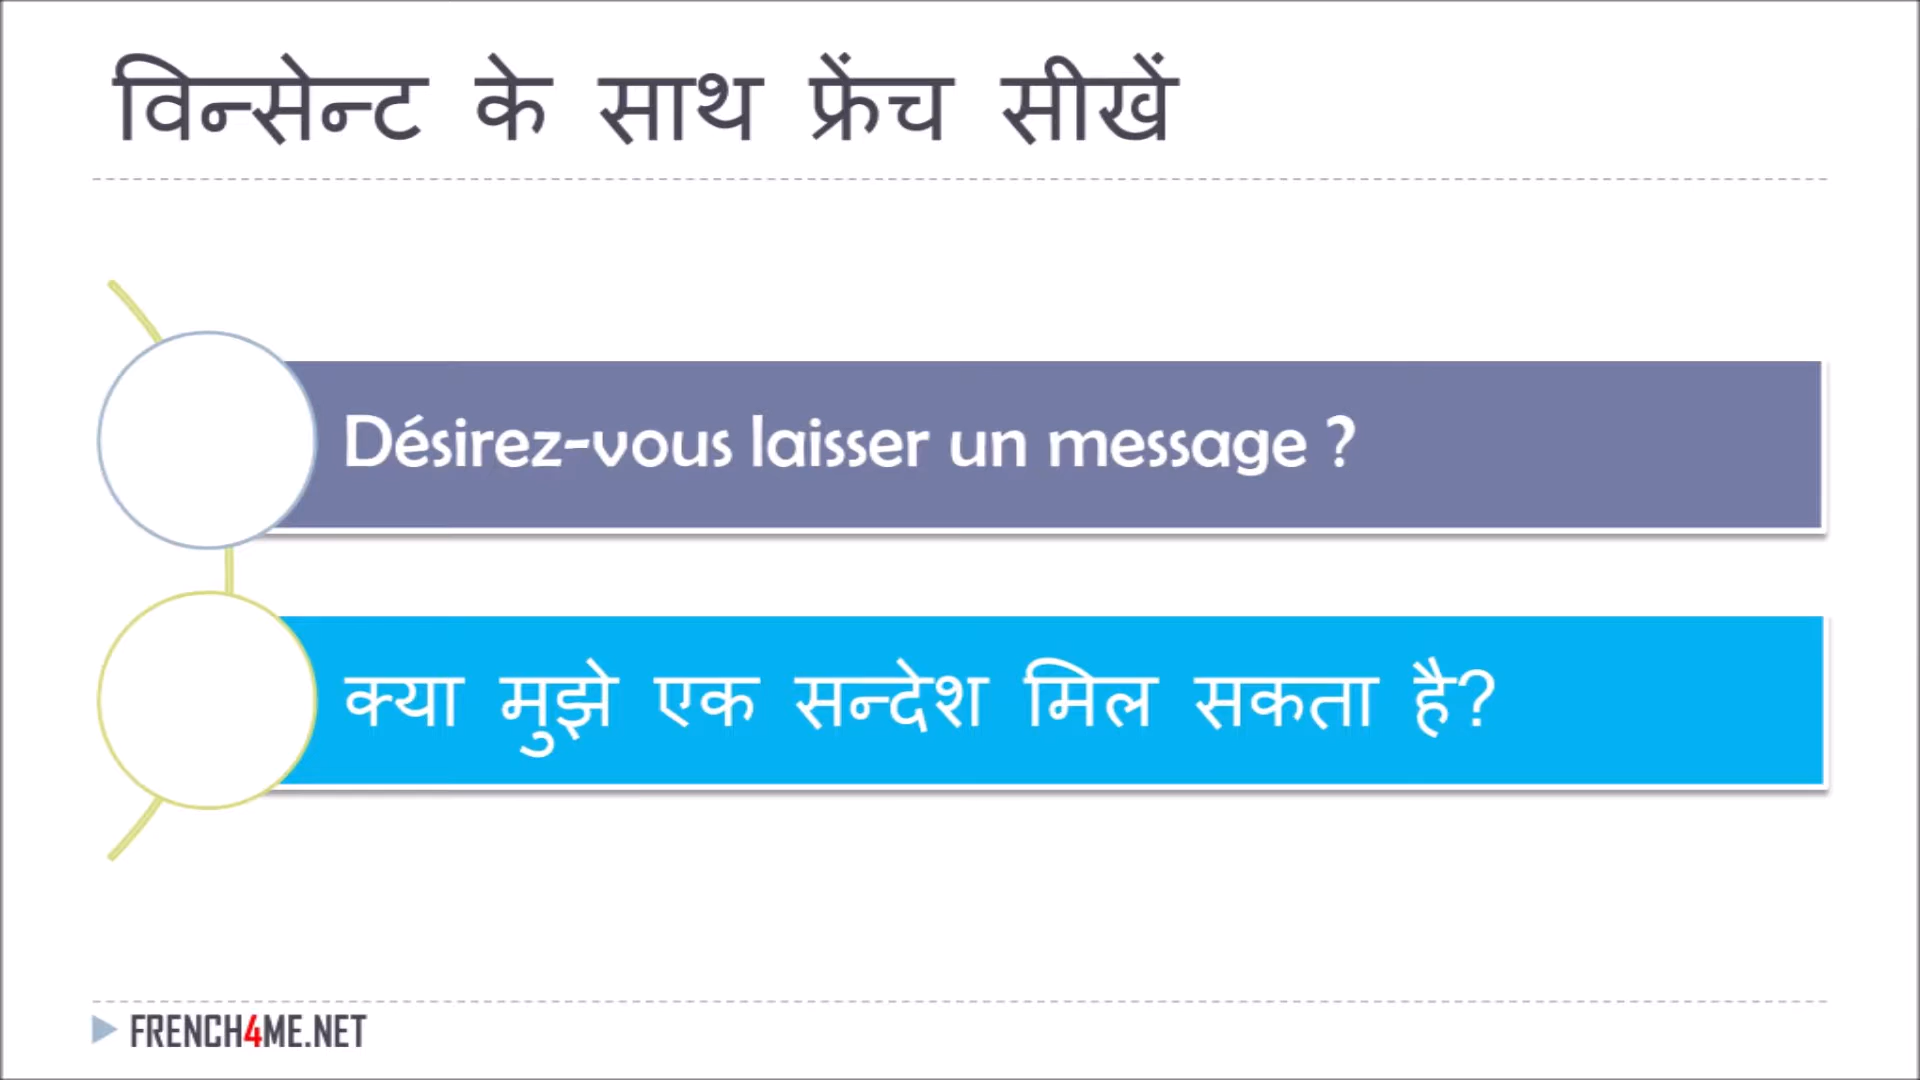 विन्सेन्ट के साथ फ्रेंच सीखें
Désirez-vous laisser un message ?
क्या मुझे एक सन्देश मिल सकता है?
FRENCH4ME.NET